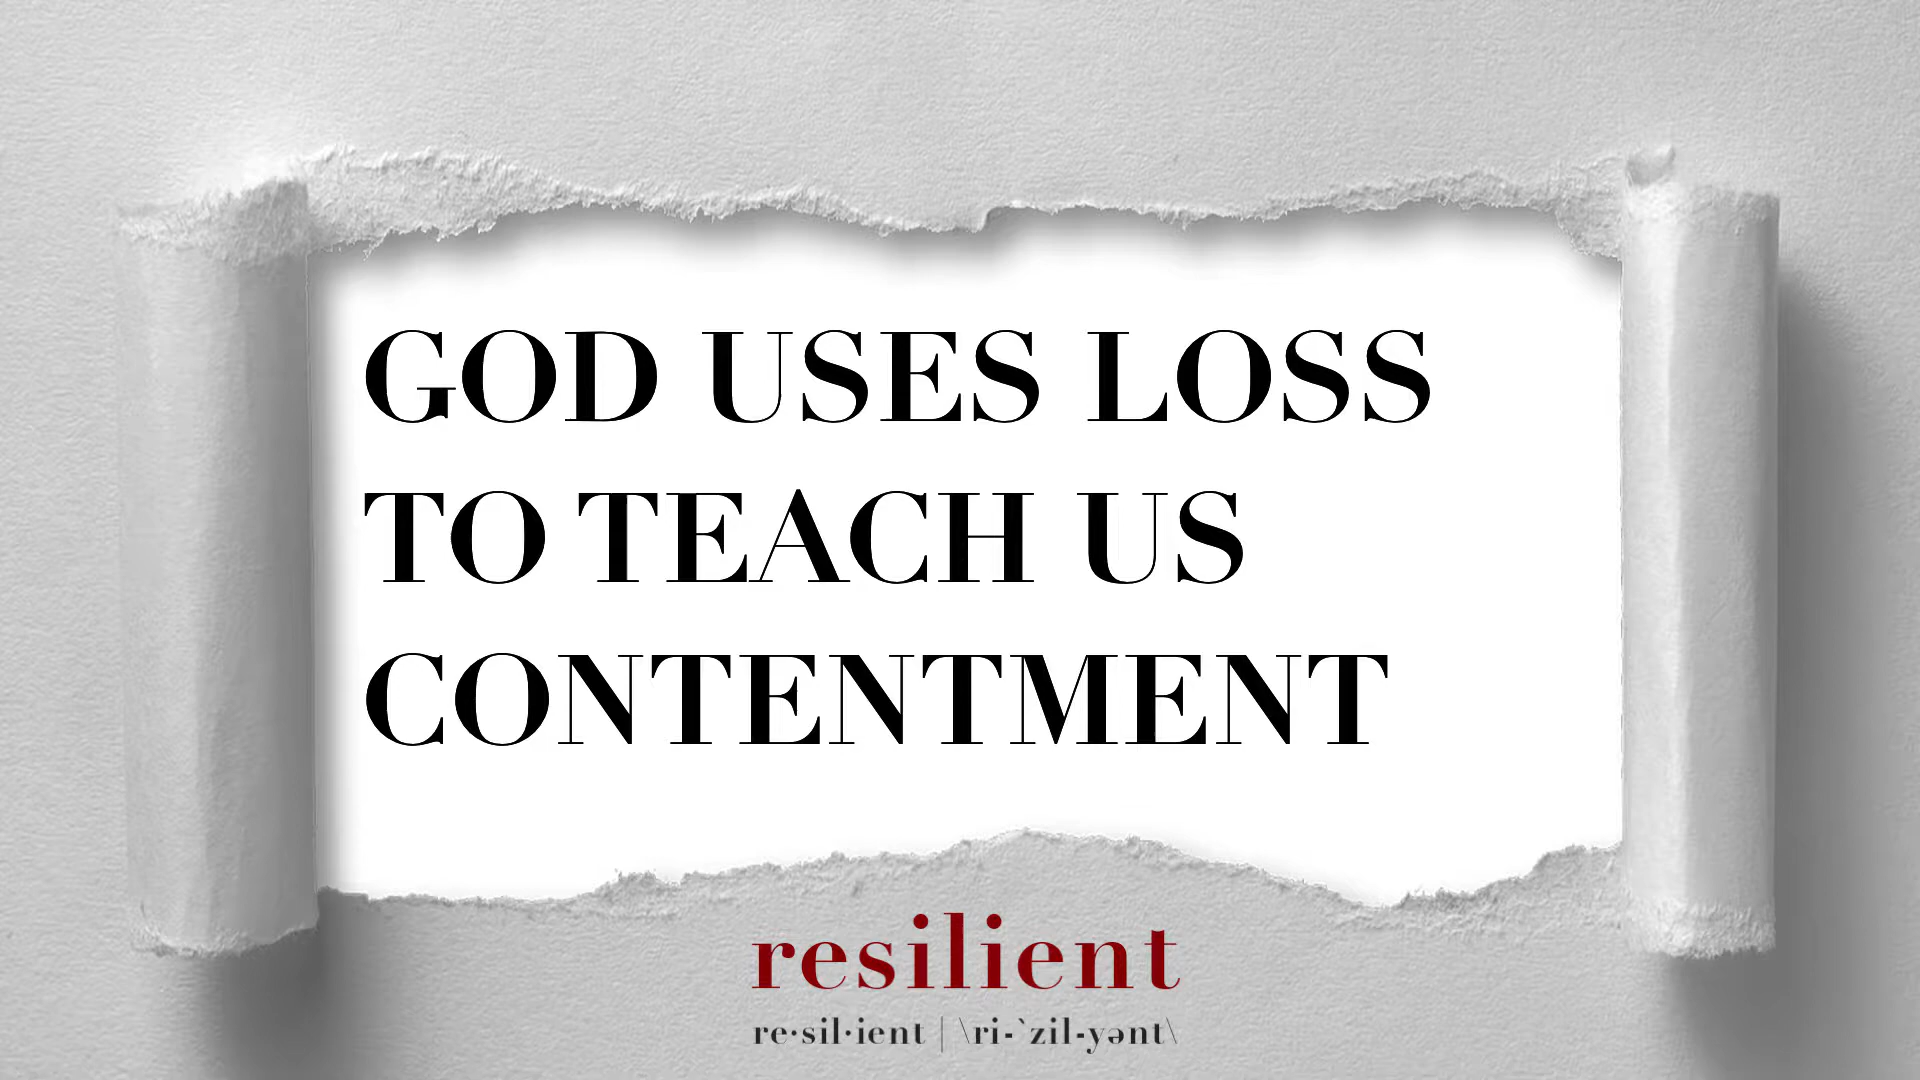 GOD USES LOSS
TO TEACH US
CONTENTMENT
resilient
re·sil·ient | \ri-ˋzil-yənt\